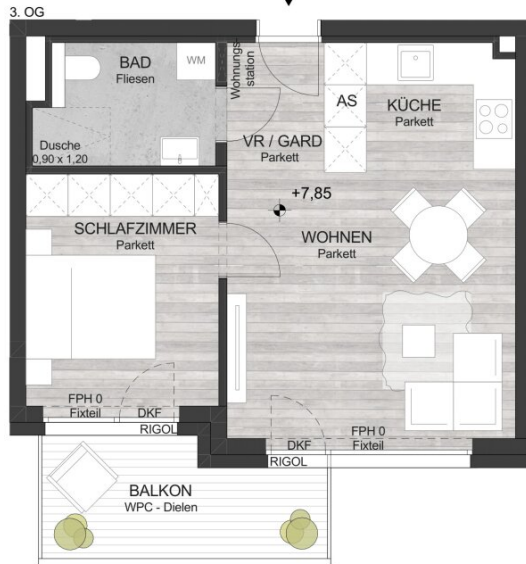 3. OG
BAD
Fliesen
WM
Wohnungs-
station
AS
KÜCHE
Parkett
VR / GARD
Parkett
Dusche
0,90 x 1,20
+7,85
SCHLAFZIMMER
Parkett
WOHNEN
Parkett
FPH 0
Fixteil
DKF
RIGOL
FPH 0
DKF
Fixteil
RIGOL
BALKON
WPC - Dielen